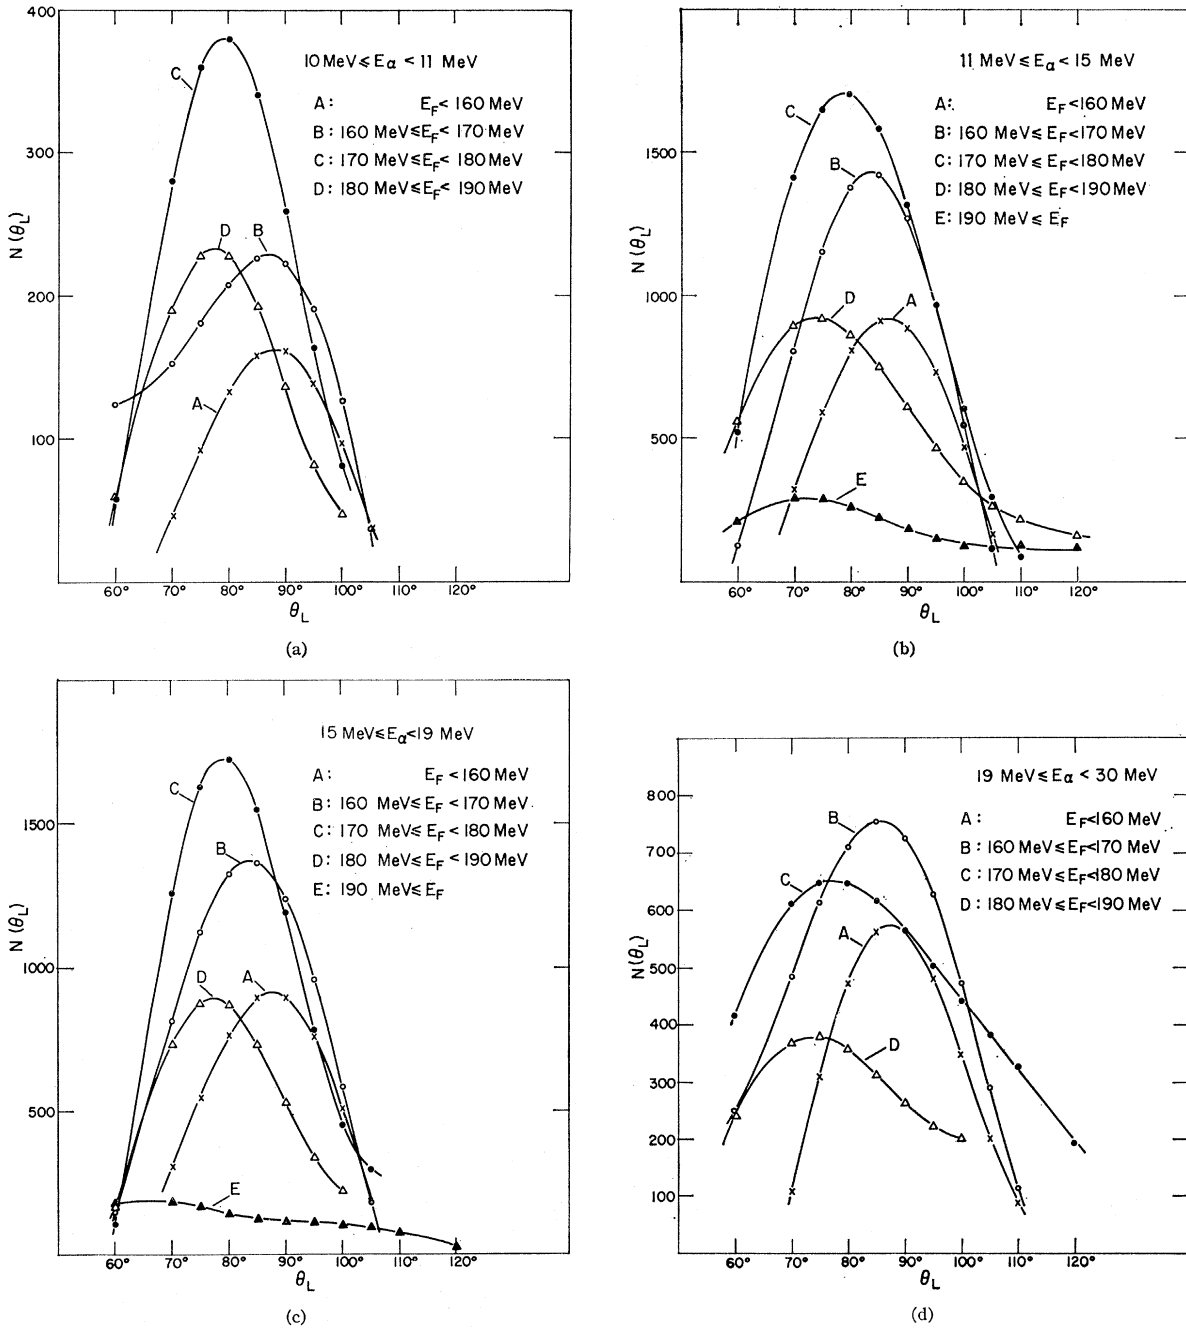 N(θL)
400
300
200
100
10 MeV ≤ Eα < 11 MeV
A: EF < 160 MeV
B: 160 MeV ≤ EF < 170 MeV
C: 170 MeV ≤ EF < 180 MeV
D: 180 MeV ≤ EF < 190 MeV
C
D
B
A
60° 70° 80° 90° 100° 110° 120°
θL
(a)
N(θL)
1500
1000
500
11 MeV ≤ Eα < 15 MeV
A: EF < 160 MeV
B: 160 MeV ≤ EF < 170 MeV
C: 170 MeV ≤ EF < 180 MeV
D: 180 MeV ≤ EF < 190 MeV
E: 190 MeV ≤ EF
C
B
D
A
E
60° 70° 80° 90° 100° 110° 120°
θL
(b)
N(θL)
1500
1000
500
15 MeV ≤ Eα < 19 MeV
A: EF < 160 MeV
B: 160 MeV ≤ EF < 170 MeV
C: 170 MeV ≤ EF < 180 MeV
D: 180 MeV ≤ EF < 190 MeV
E: 190 MeV ≤ EF
C
B
D
A
E
60° 70° 80° 90° 100° 110° 120°
θL
(c)
N(θL)
800
700
600
500
400
300
200
100
19 MeV ≤ Eα < 30 MeV
A: EF < 160 MeV
B: 160 MeV ≤ EF < 170 MeV
C: 170 MeV ≤ EF < 180 MeV
D: 180 MeV ≤ EF < 190 MeV
B
C
A
D
60° 70° 80° 90° 100° 110° 120°
θL
(d)